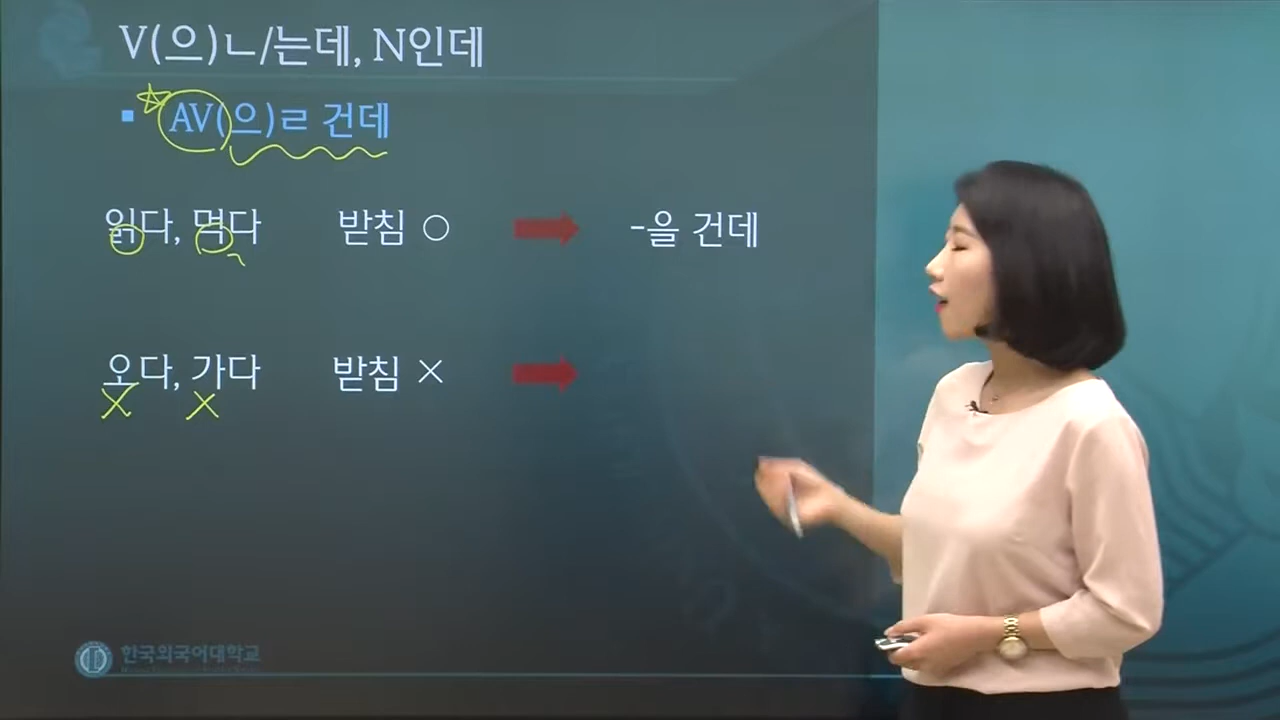 V(으)ㄴ/는데, N인데
AV(으)ㄹ 건데
읽다, 먹다 받침 ○ -을 건데
오다, 가다 받침 ×
한국외국어대학교